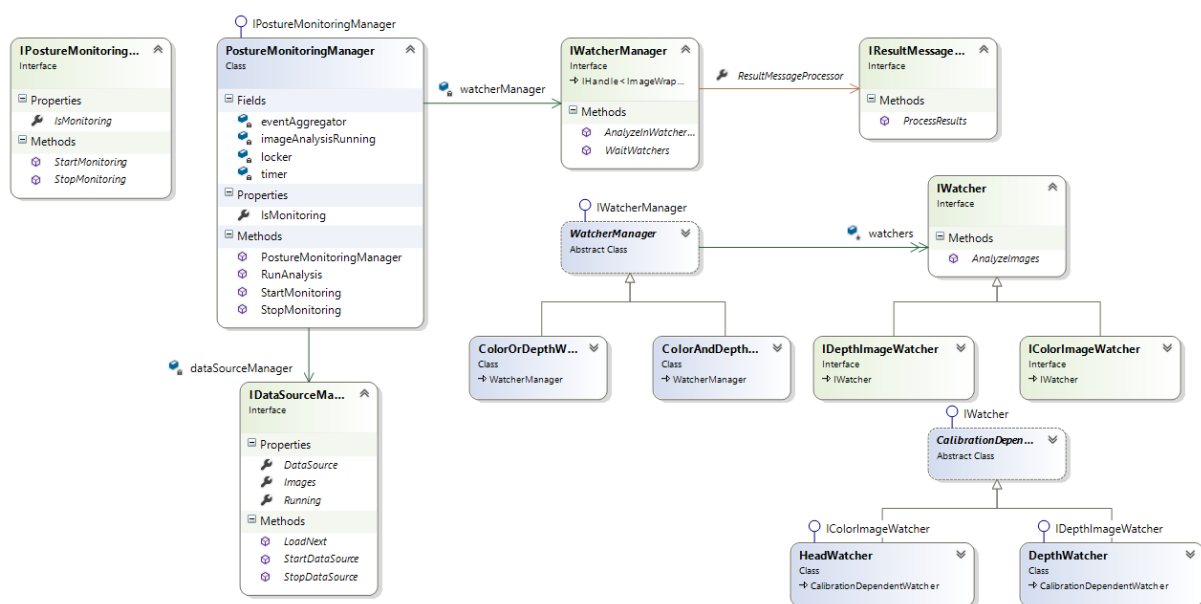 IPostureMonitoringManager
IPostureMonitoring...
Interface
Properties
IsMonitoring
Methods
StartMonitoring
StopMonitoring
PostureMonitoringManager
Class
Fields
eventAggregator
imageAnalysisRunning
locker
timer
Properties
IsMonitoring
Methods
PostureMonitoringManager
RunAnalysis
StartMonitoring
StopMonitoring
watcherManager
IWatcherManager
Interface
IHandle<ImageWrap...
Methods
AnalyzeInWatcher...
WaitWatchers
ResultMessageProcessor
IResultMessage...
Interface
Methods
ProcessResults
dataSourceManager
IDataSourceMa...
Interface
Properties
DataSource
Images
Running
Methods
LoadNext
StartDataSource
StopDataSource
IWatcherManager
WatcherManager
Abstract Class
watchers
IWatcher
Interface
Methods
AnalyzeImages
ColorOrDepthW...
Class
WatcherManager
ColorAndDepth...
Class
WatcherManager
IDepthImageWatcher
Interface
IWatcher
IColorImageWatcher
Interface
IWatcher
IWatcher
CalibrationDepen...
Abstract Class
IColorImageWatcher
HeadWatcher
Class
CalibrationDependentWatcher
IDepthImageWatcher
DepthWatcher
Class
CalibrationDependentWatcher